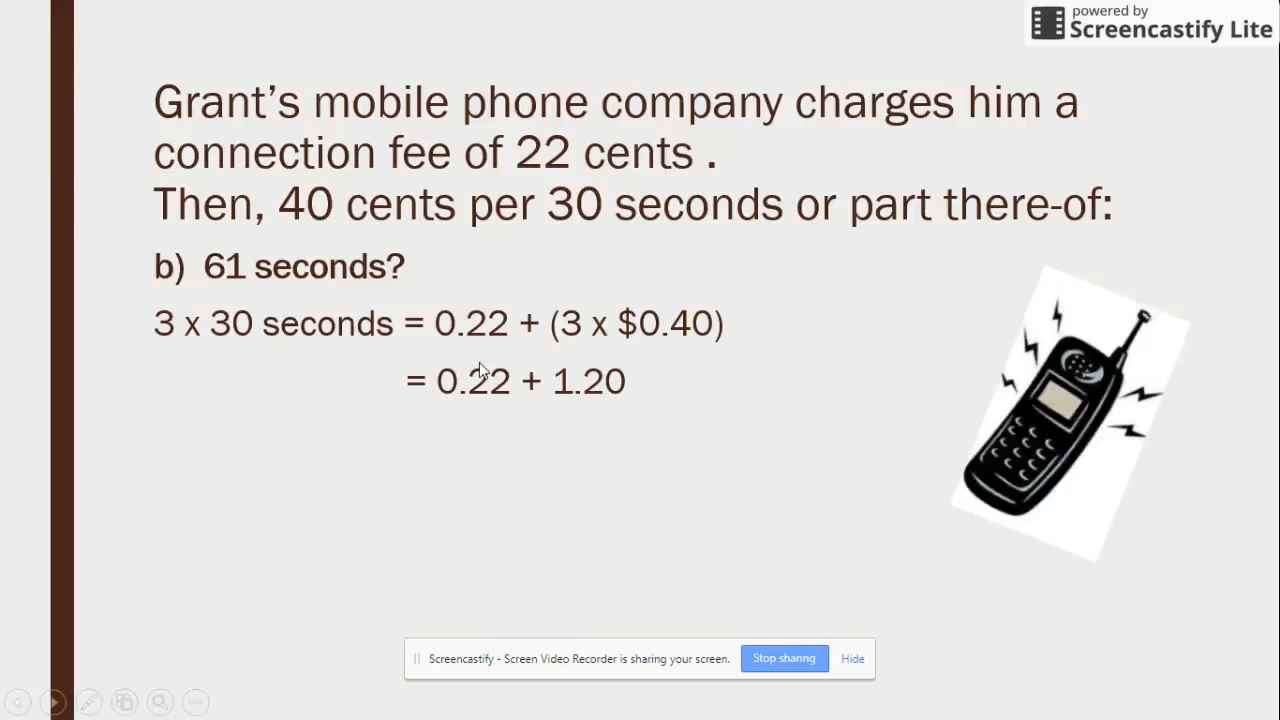 powered by
Screencastify Lite
Grant's mobile phone company charges him a
connection fee of 22 cents .
Then, 40 cents per 30 seconds or part there-of:
b) 61 seconds?
3 x 30 seconds = 0.22 + (3 x $0.40)
= 0.22 + 1.20
Screencastify - Screen Video Recorder is sharing your screen. Stop sharing Hide